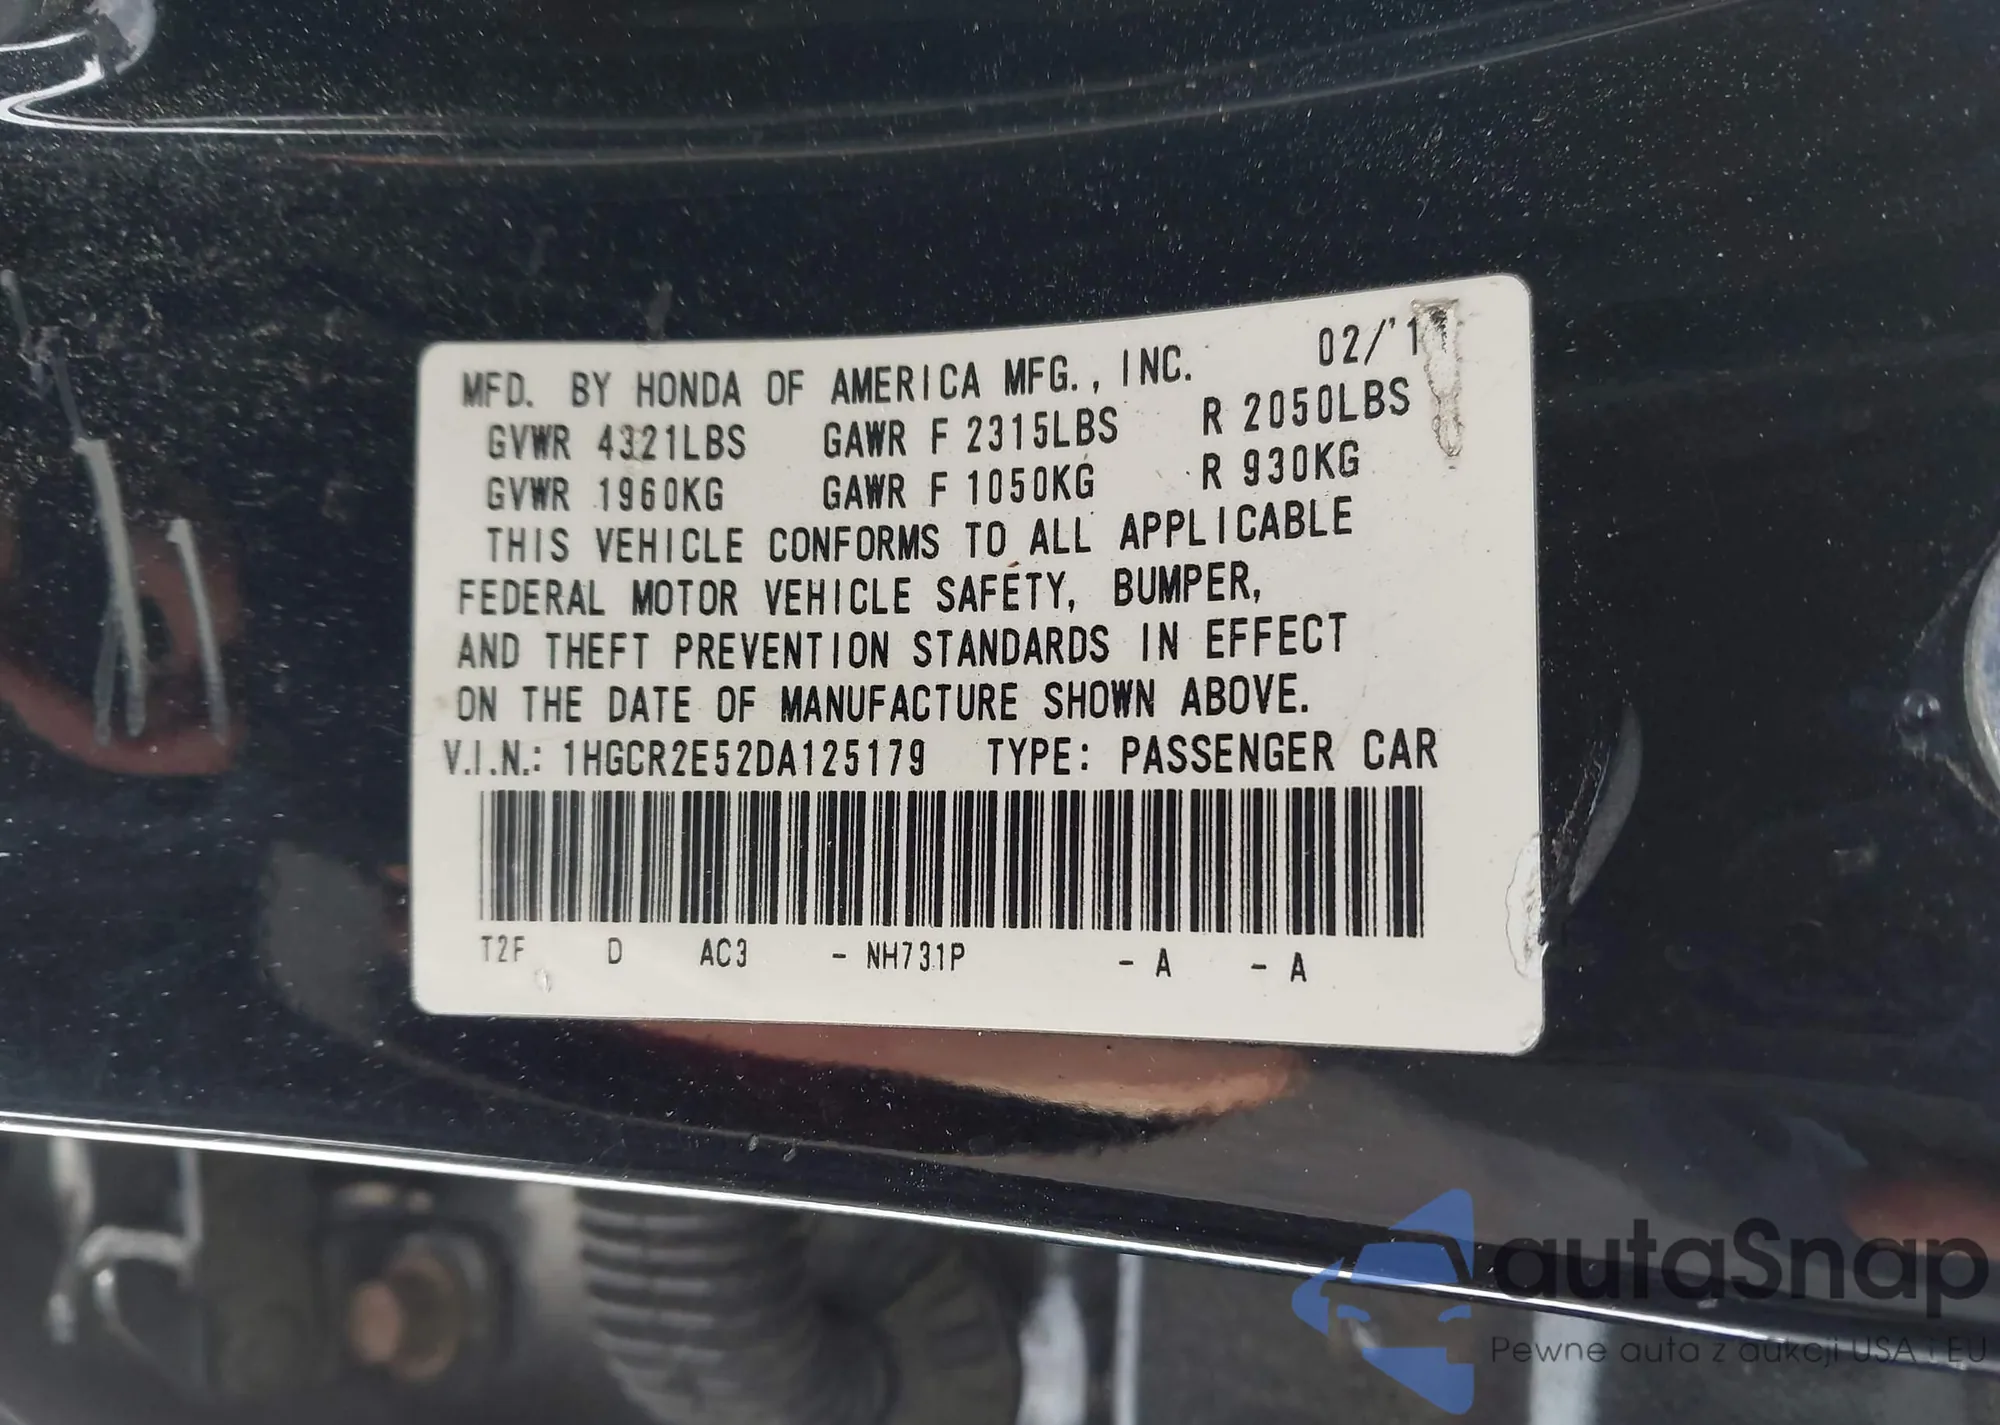 MFD. BY HONDA OF AMERICA MFG., INC. 02/'1
GVWR 4321LBS GAWR F 2315LBS R 2050LBS
GVWR 1960KG GAWR F 1050KG R 930KG
THIS VEHICLE CONFORMS TO ALL APPLICABLE
FEDERAL MOTOR VEHICLE SAFETY, BUMPER,
AND THEFT PREVENTION STANDARDS IN EFFECT
ON THE DATE OF MANUFACTURE SHOWN ABOVE.
V.I.N.: 1HGCR2E52DA125179 TYPE: PASSENGER CAR
T2F D AC3 - NH731P - A - A
autaSnap
Pewne auta z aukcji USA i EU